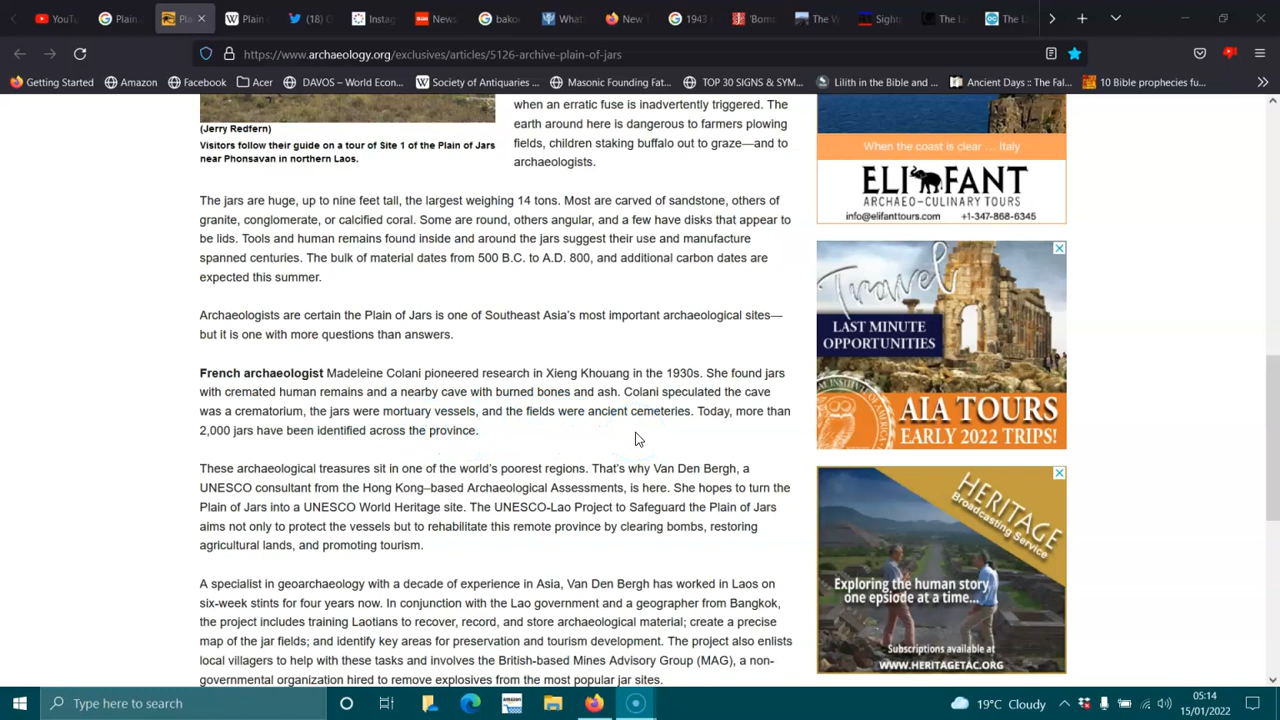 YouTu
Plain
Pla
Plain
(18)
Instag
News
bako
What
New T
1943
'Bom
The W
Sight
The L
The D
https://www.archaeology.org/exclusives/articles/5126-archive-plain-of-jars
Getting Started
Amazon
Facebook
Acer
DAVOS – World Econ...
Society of Antiquaries ...
Masonic Founding Fat...
TOP 30 SIGNS & SYM...
Lilith in the Bible and ...
Ancient Days :: The Fal...
10 Bible prophecies fu...
when an erratic fuse is inadvertently triggered. The
earth around here is dangerous to farmers plowing
fields, children staking buffalo out to graze—and to
archaeologists.
(Jerry Redfern)
Visitors follow their guide on a tour of Site 1 of the Plain of Jars
near Phonsavan in northern Laos.
The jars are huge, up to nine feet tall, the largest weighing 14 tons. Most are carved of sandstone, others of
granite, conglomerate, or calcified coral. Some are round, others angular, and a few have disks that appear to
be lids. Tools and human remains found inside and around the jars suggest their use and manufacture
spanned centuries. The bulk of material dates from 500 B.C. to A.D. 800, and additional carbon dates are
expected this summer.
Archaeologists are certain the Plain of Jars is one of Southeast Asia's most important archaeological sites—
but it is one with more questions than answers.
French archaeologist Madeleine Colani pioneered research in Xieng Khouang in the 1930s. She found jars
with cremated human remains and a nearby cave with burned bones and ash. Colani speculated the cave
was a crematorium, the jars were mortuary vessels, and the fields were ancient cemeteries. Today, more than
2,000 jars have been identified across the province.
These archaeological treasures sit in one of the world's poorest regions. That's why Van Den Bergh, a
UNESCO consultant from the Hong Kong–based Archaeological Assessments, is here. She hopes to turn the
Plain of Jars into a UNESCO World Heritage site. The UNESCO-Lao Project to Safeguard the Plain of Jars
aims not only to protect the vessels but to rehabilitate this remote province by clearing bombs, restoring
agricultural lands, and promoting tourism.
A specialist in geoarchaeology with a decade of experience in Asia, Van Den Bergh has worked in Laos on
six-week stints for four years now. In conjunction with the Lao government and a geographer from Bangkok,
the project includes training Laotians to recover, record, and store archaeological material; create a precise
map of the jar fields; and identify key areas for preservation and tourism development. The project also enlists
local villagers to help with these tasks and involves the British-based Mines Advisory Group (MAG), a non-
governmental organization hired to remove explosives from the most popular jar sites.
When the coast is clear ... Italy
ELIFANT
ARCHAEO-CULINARY TOURS
info@elifanttours.com +1-347-868-6345
Travel
LAST MINUTE
OPPORTUNITIES
AIA TOURS
EARLY 2022 TRIPS!
HERITAGE
Broadcasting Service
Exploring the human story
one epsiode at a time...
Subscriptions available at
WWW.HERITAGETAC.ORG
Type here to search
amazon
19°C Cloudy
05:14
15/01/2022